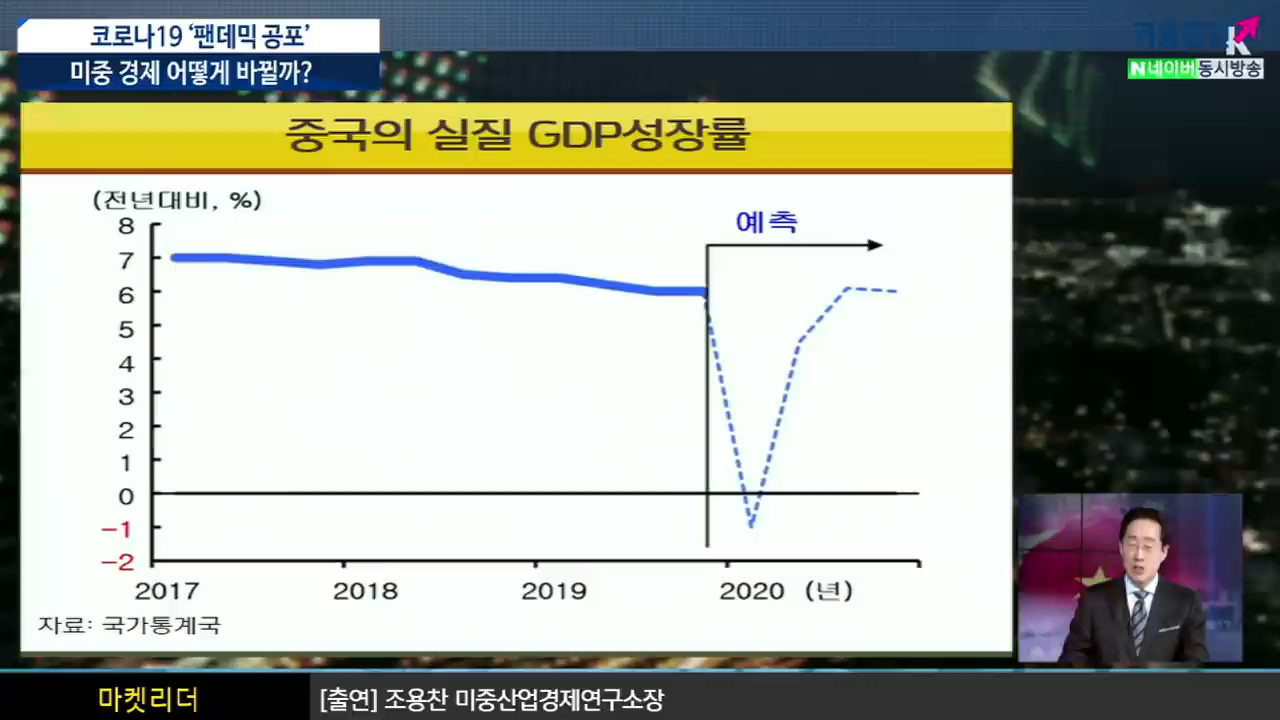 코로나19 ‘팬데믹 공포’
미중 경제 어떻게 바뀔까?
K
N 네이버 동시방송
중국의 실질 GDP성장률
(전년대비, %)
예측
8
7
6
5
4
3
2
1
0
-1
-2
2017 2018 2019 2020 (년)
자료: 국가통계국
마켓리더
[출연] 조용찬 미중산업경제연구소장